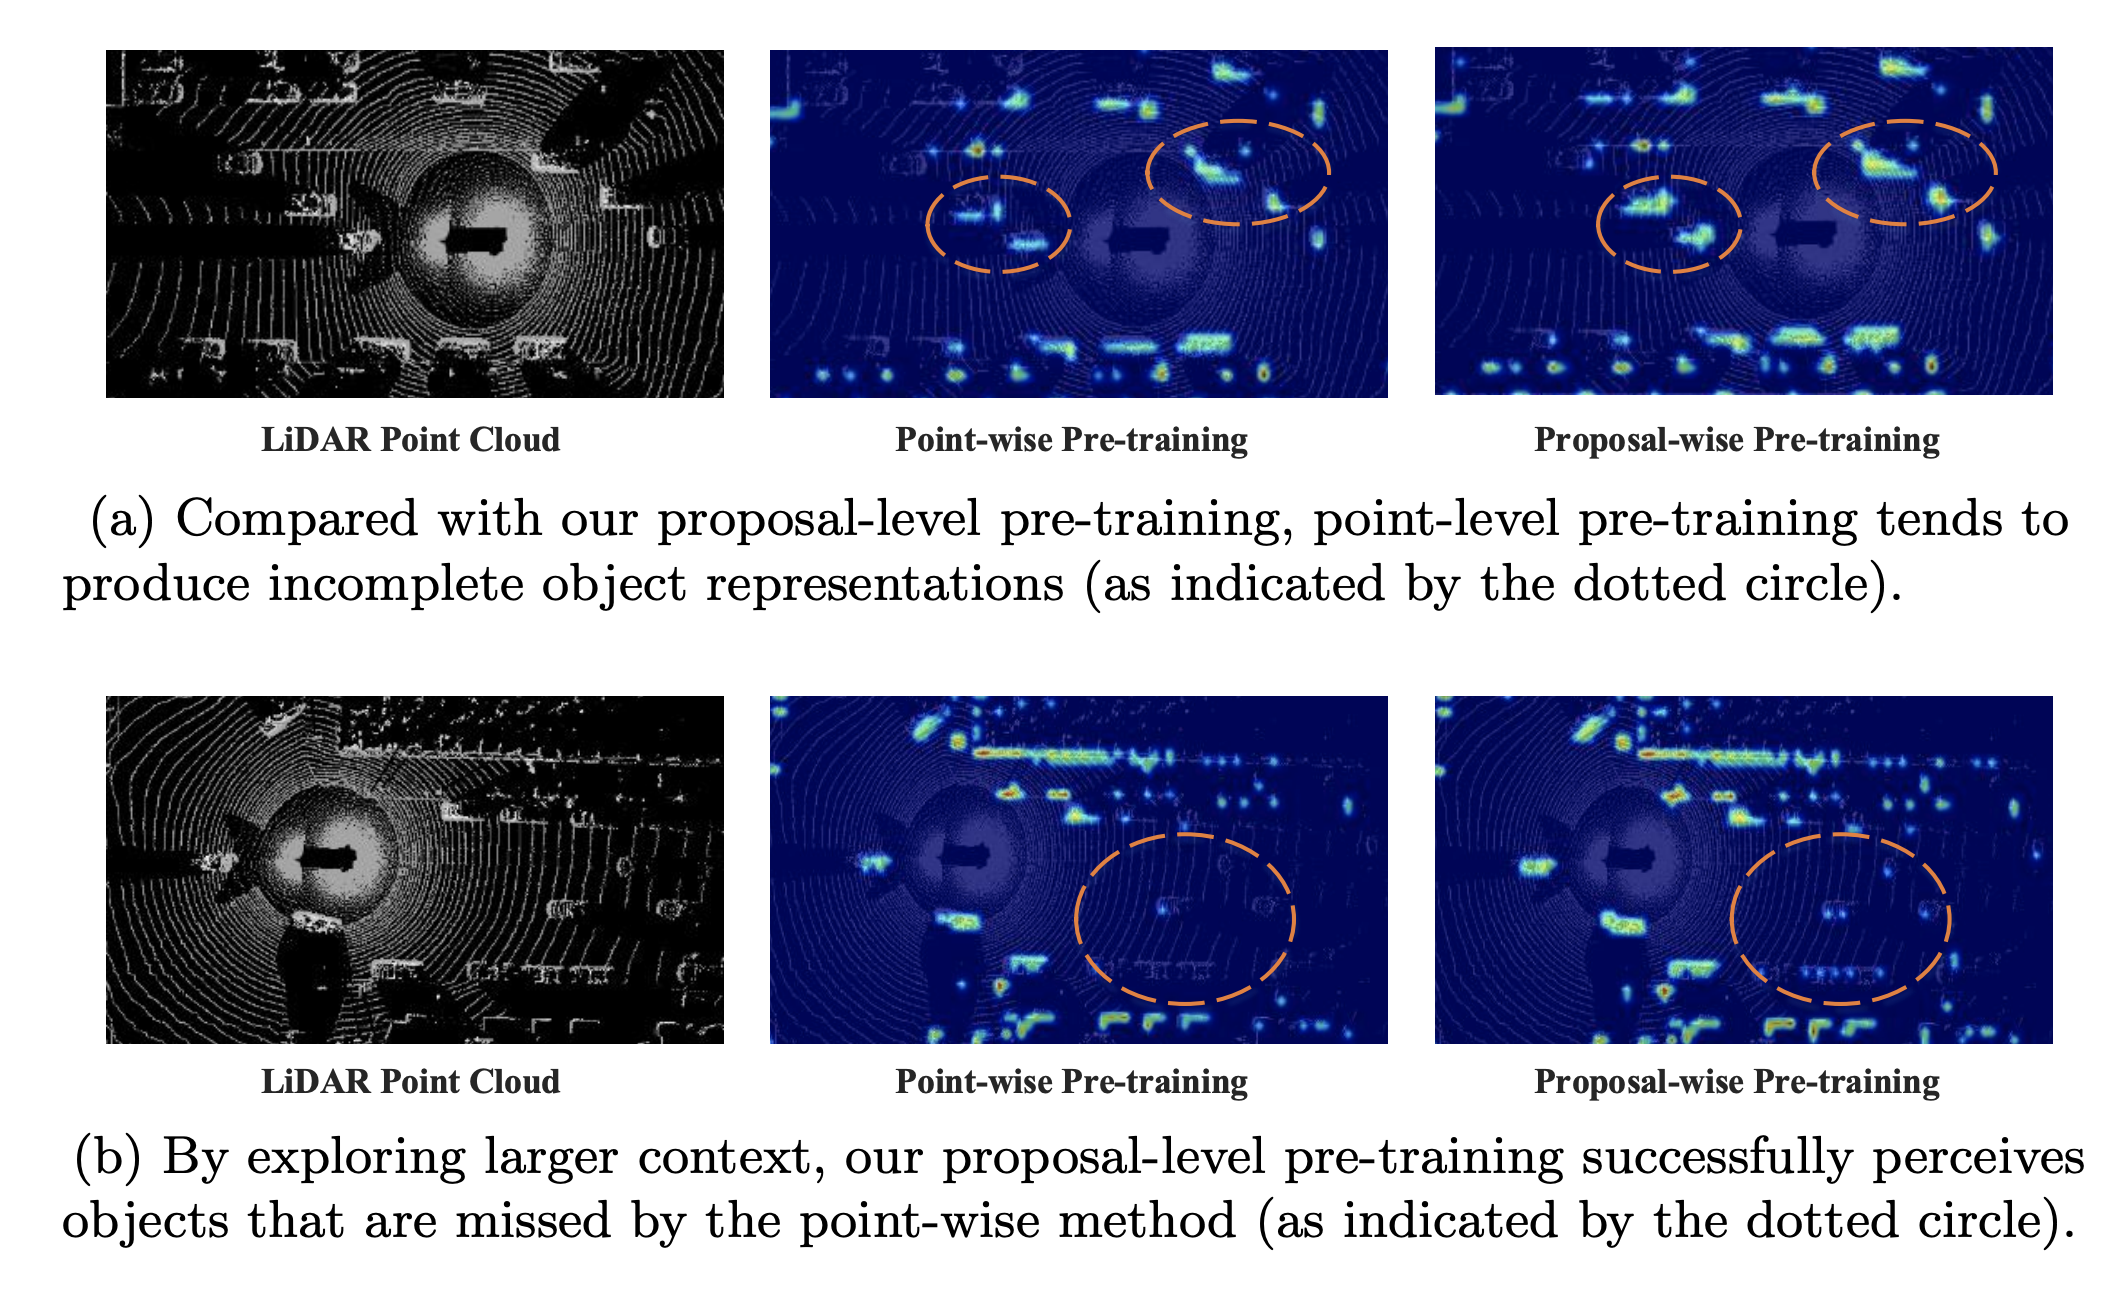 LiDAR Point Cloud
Point-wise Pre-training
Proposal-wise Pre-training
(a) Compared with our proposal-level pre-training, point-level pre-training tends to
produce incomplete object representations (as indicated by the dotted circle).
LiDAR Point Cloud
Point-wise Pre-training
Proposal-wise Pre-training
(b) By exploring larger context, our proposal-level pre-training successfully perceives
objects that are missed by the point-wise method (as indicated by the dotted circle).